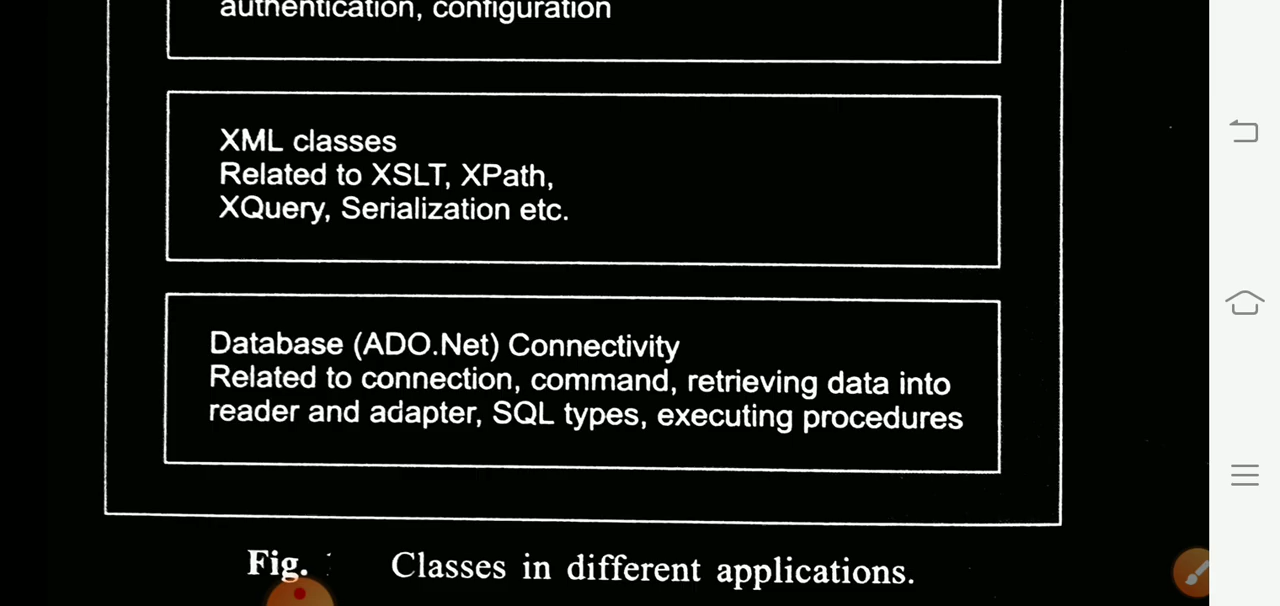 authentication, configuration
XML classes
Related to XSLT, XPath,
XQuery, Serialization etc.
Database (ADO.Net) Connectivity
Related to connection, command, retrieving data into
reader and adapter, SQL types, executing procedures
Fig. Classes in different applications.